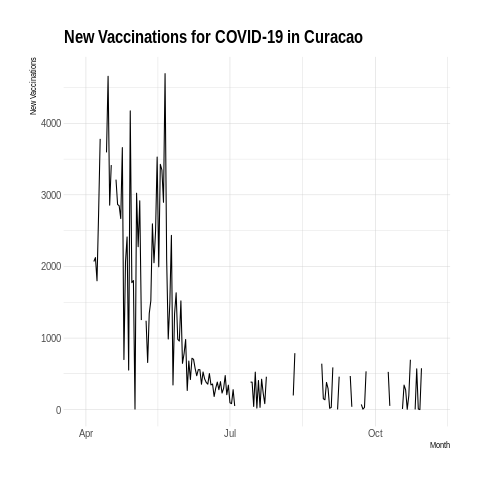 New Vaccinations for COVID-19 in Curacao
New Vaccinations
4000
3000
2000
1000
0
Apr
Jul
Oct
Month